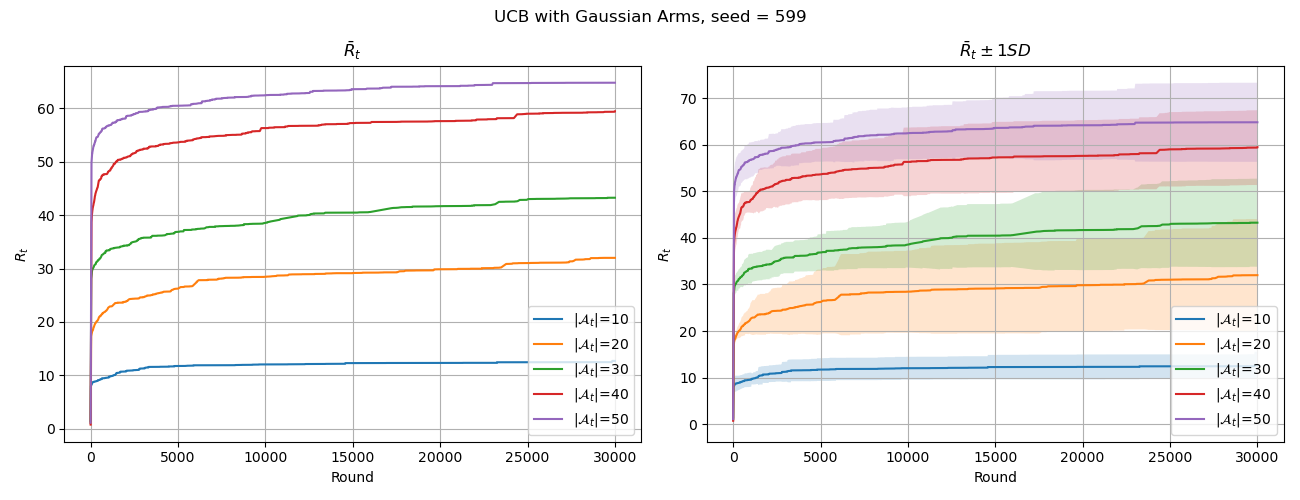 UCB with Gaussian Arms, seed = 599
R̄ₜ
Rₜ
60
50
40
30
20
10
0
0 5000 10000 15000 20000 25000 30000
Round
|𝒜ₜ|=10
|𝒜ₜ|=20
|𝒜ₜ|=30
|𝒜ₜ|=40
|𝒜ₜ|=50
R̄ₜ ± 1SD
Rₜ
70
60
50
40
30
20
10
0
0 5000 10000 15000 20000 25000 30000
Round
|𝒜ₜ|=10
|𝒜ₜ|=20
|𝒜ₜ|=30
|𝒜ₜ|=40
|𝒜ₜ|=50